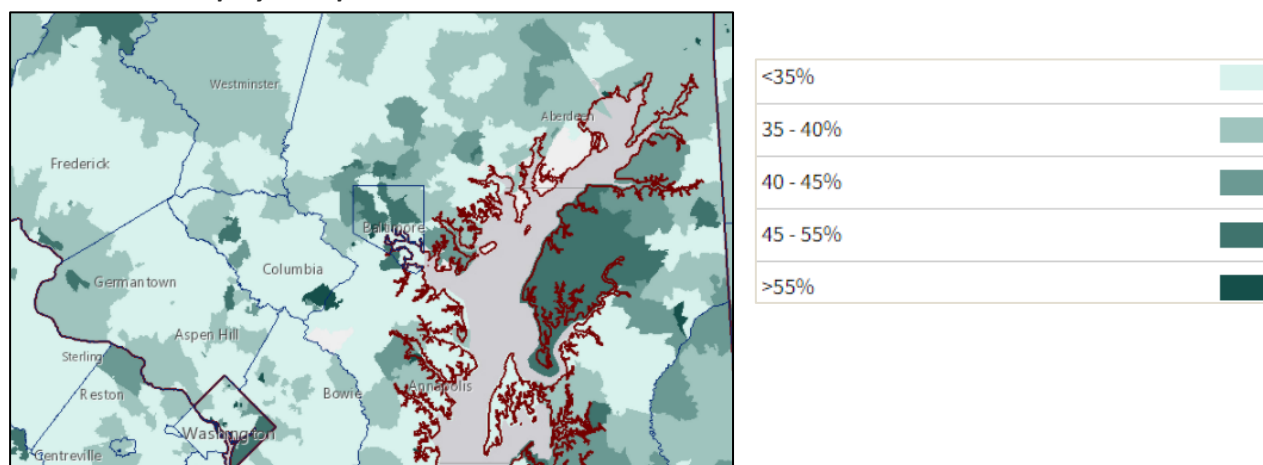 Westminster
Aberdeen
Frederick
Baltimore
Columbia
Germantown
Aspen Hill
Sterling
Reston
Bowie
Annapolis
Washington
Centreville
<35%
35 - 40%
40 - 45%
45 - 55%
>55%